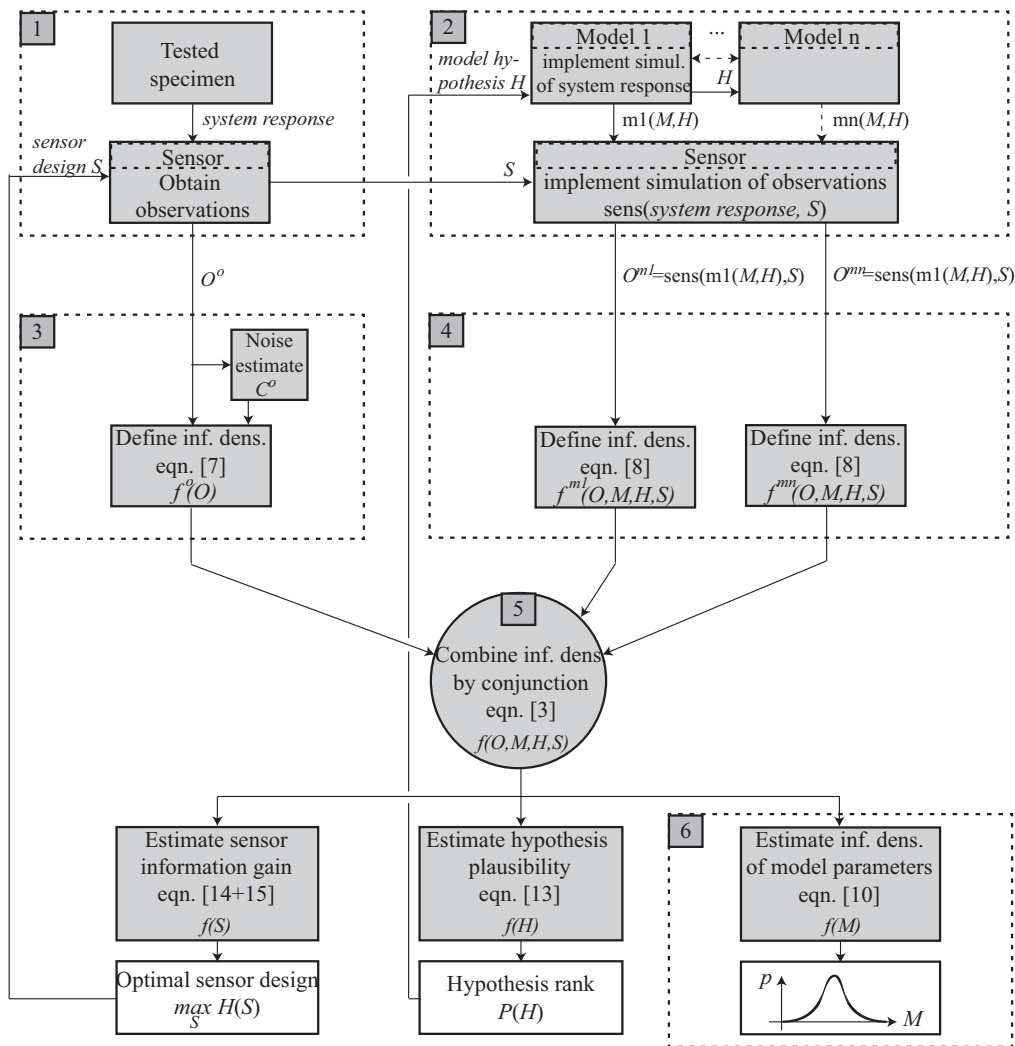 1
Tested
specimen
system response
sensor
design S
Sensor
Obtain
observations
O^o
2
model hy-
pothesis H
Model 1
implement simul.
of system response
...
H
Model n
m1(M,H)
mn(M,H)
S
Sensor
implement simulation of observations
sens(system response, S)
O^m1=sens(m1(M,H),S)
O^mn=sens(m1(M,H),S)
3
Noise
estimate
C^o
Define inf. dens.
eqn. [7]
f^o(O)
4
Define inf. dens.
eqn. [8]
f^m1(O,M,H,S)
Define inf. dens.
eqn. [8]
f^mn(O,M,H,S)
5
Combine inf. dens
by conjunction
eqn. [3]
f(O,M,H,S)
Estimate sensor
information gain
eqn. [14+15]
f(S)
Optimal sensor design
max H(S)
S
Estimate hypothesis
plausibility
eqn. [13]
f(H)
Hypothesis rank
P(H)
6
Estimate inf. dens.
of model parameters
eqn. [10]
f(M)
p
M